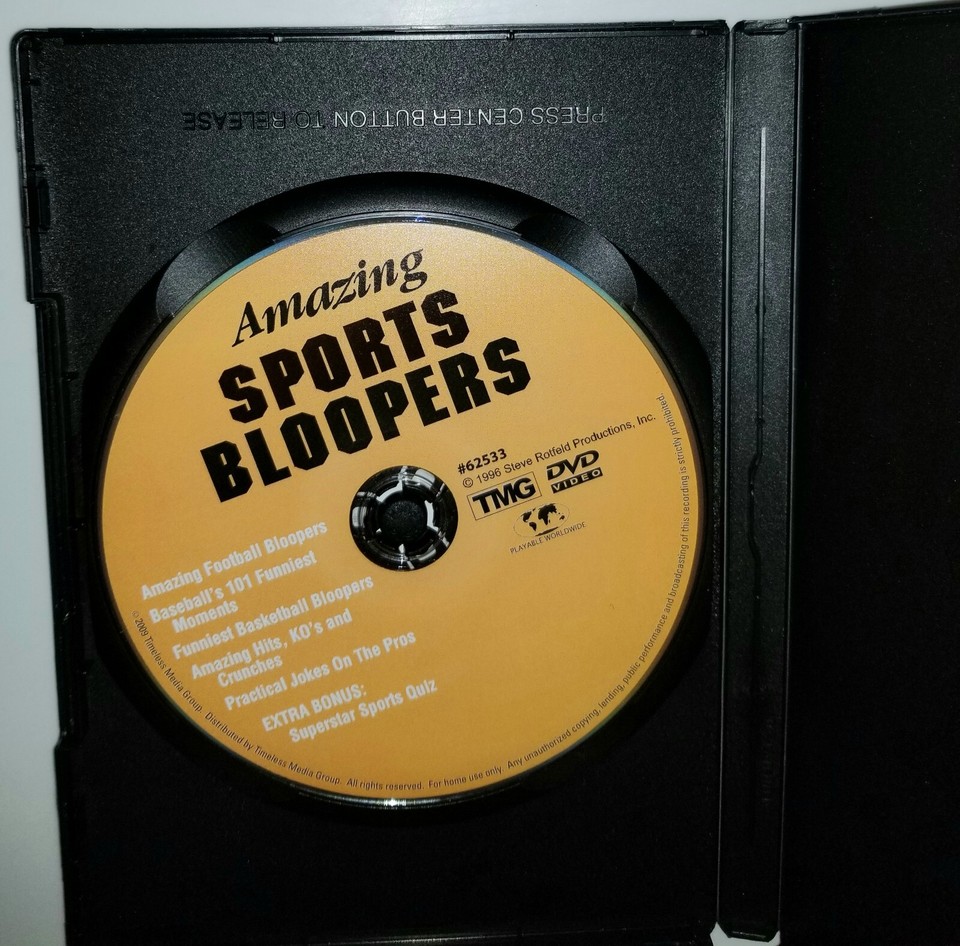 PRESS CENTER BUTTON TO RELEASE
Amazing
SPORTS
BLOOPERS
#62533
© 1996 Steve Rotfeld Productions, Inc.
TMG
DVD
VIDEO
PLAYABLE WORLDWIDE
Amazing Football Bloopers
Baseball's 101 Funniest
Moments
Funniest Basketball Bloopers
Amazing Hits, KO's and
Crunches
Practical Jokes On The Pros
EXTRA BONUS:
Superstar Sports Quiz
© 2009 Timeless Media Group. Distributed by Timeless Media Group. All rights reserved. For home use only. Any unauthorized copying, lending, public performance and broadcasting of this recording is strictly prohibited.